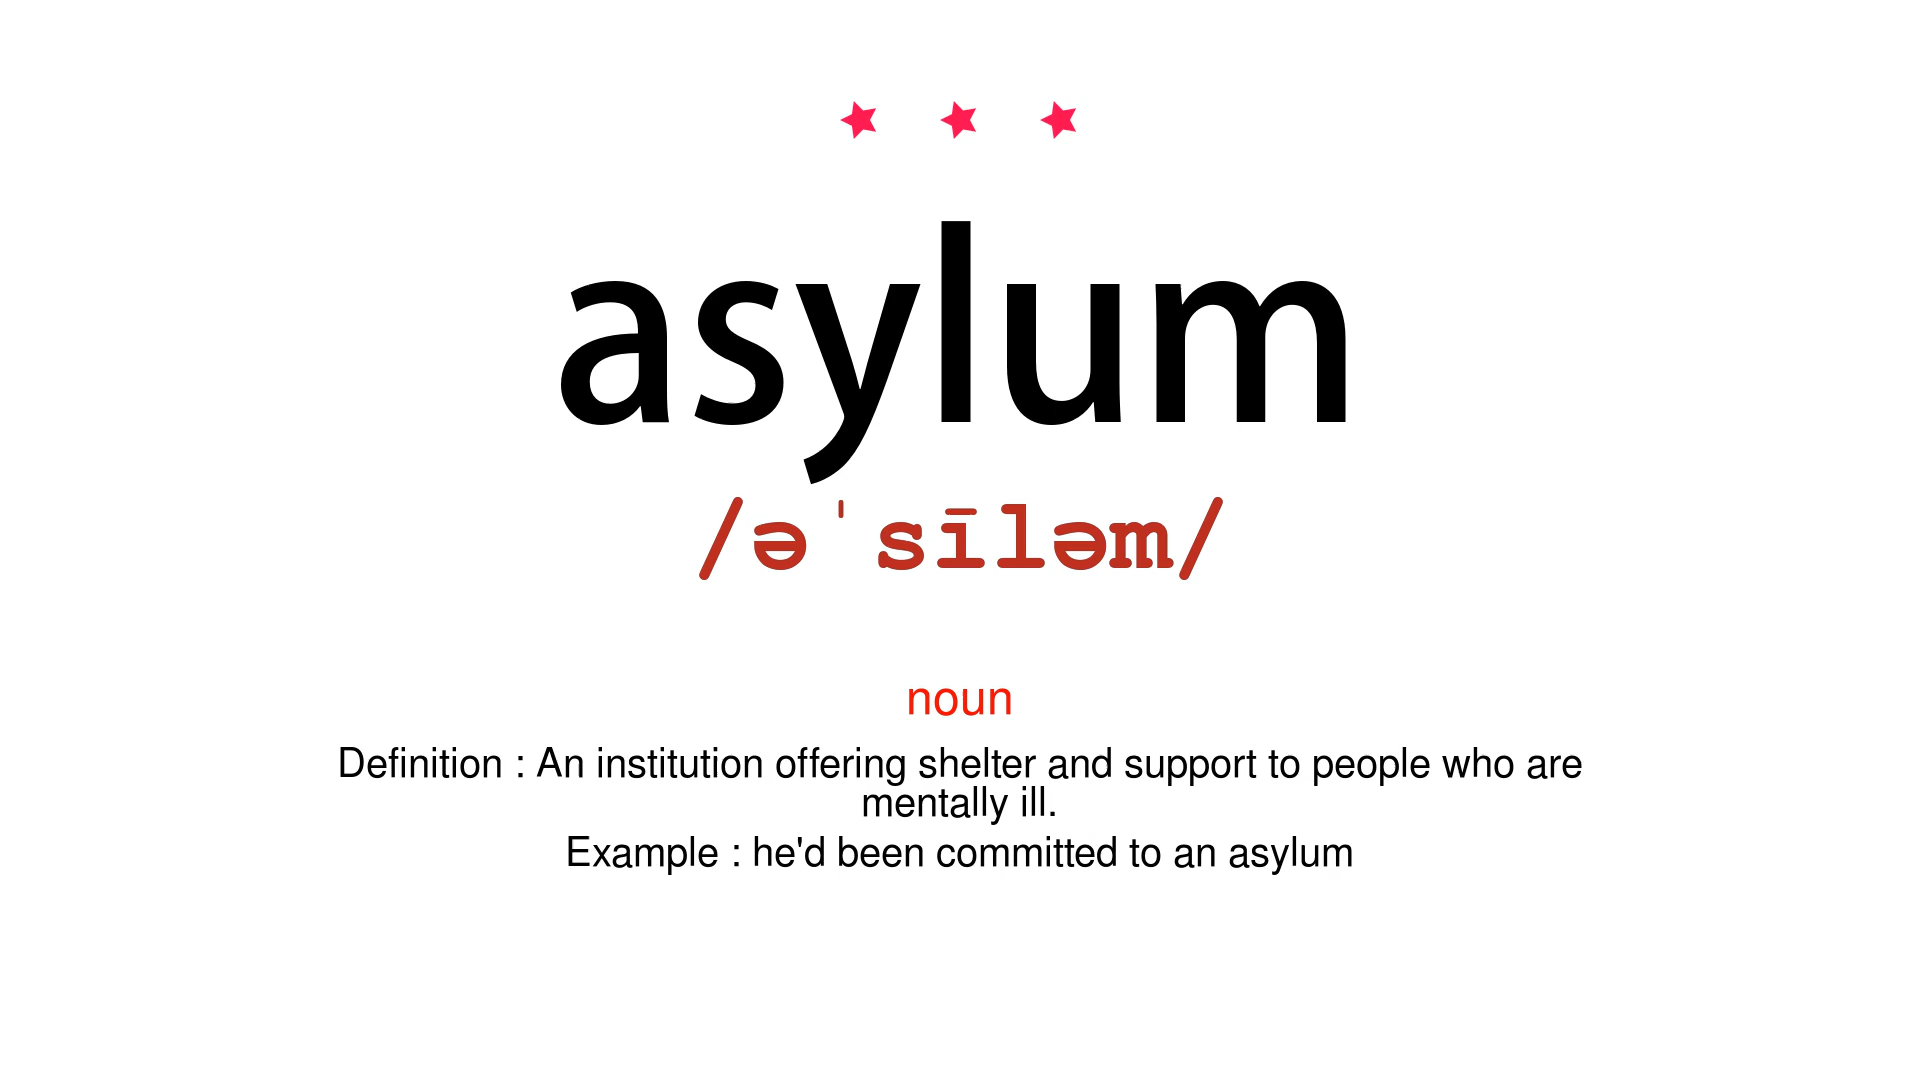 asylum
/əˈsīləm/
noun
Definition : An institution offering shelter and support to people who are
mentally ill.
Example : he'd been committed to an asylum